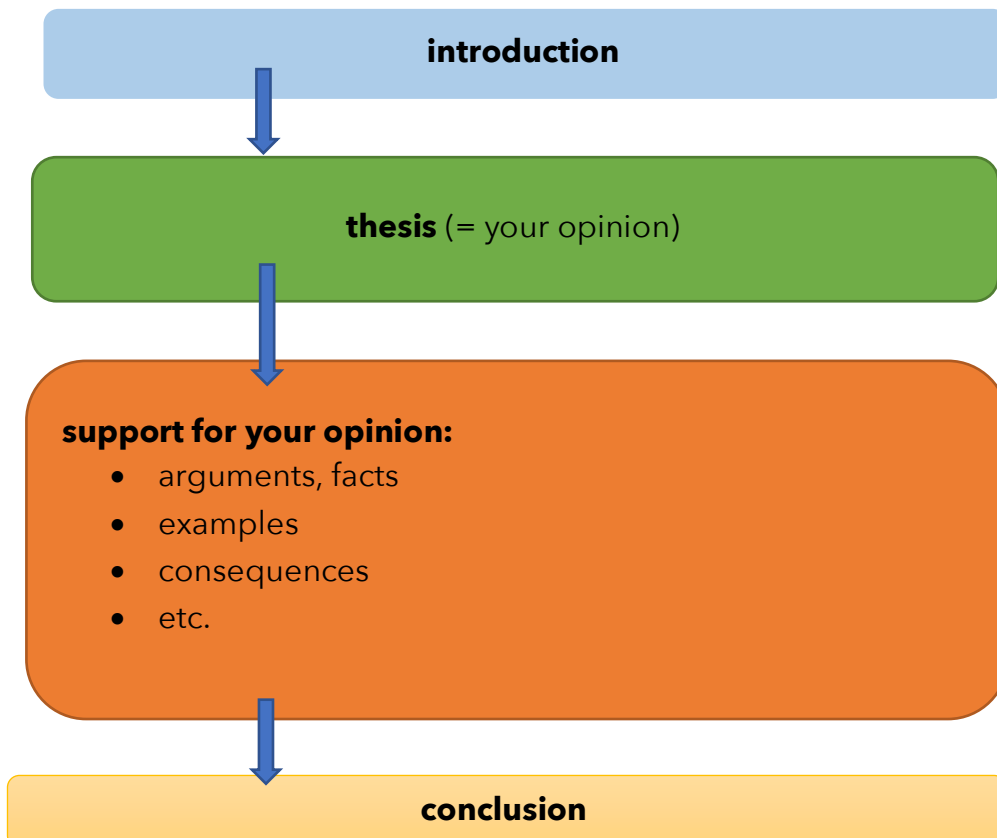 introduction
thesis (= your opinion)
support for your opinion:
• arguments, facts
• examples
• consequences
• etc.
conclusion